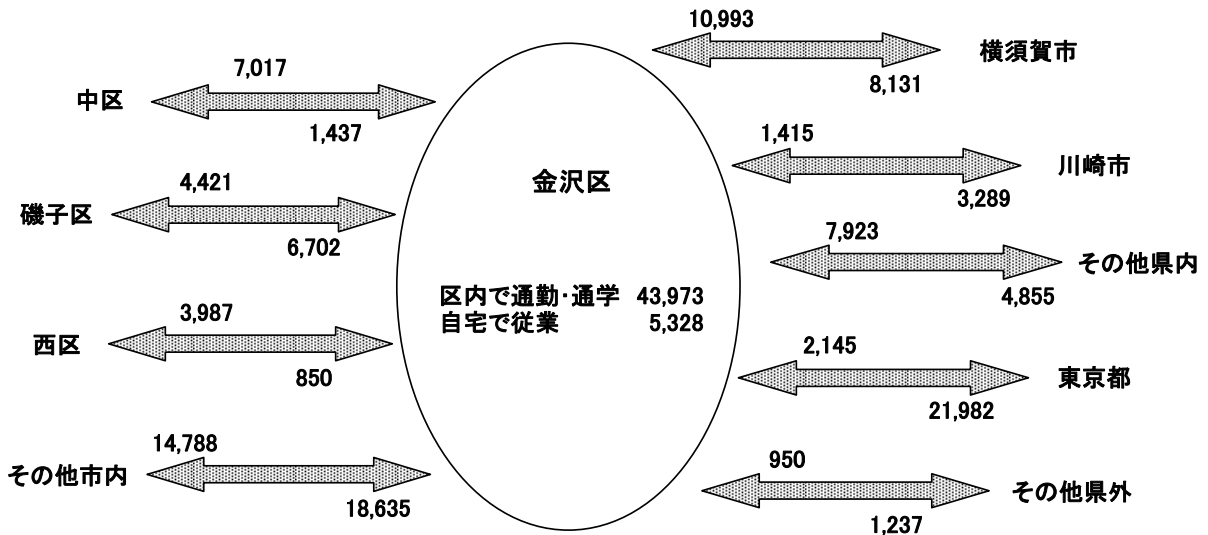 10,993
横須賀市
8,131
7,017
中区
1,437
1,415
川崎市
3,289
金沢区
4,421
磯子区
6,702
7,923
その他県内
4,855
区内で通勤・通学 43,973
自宅で従業 5,328
3,987
西区
850
2,145
東京都
21,982
14,788
その他市内
18,635
950
その他県外
1,237